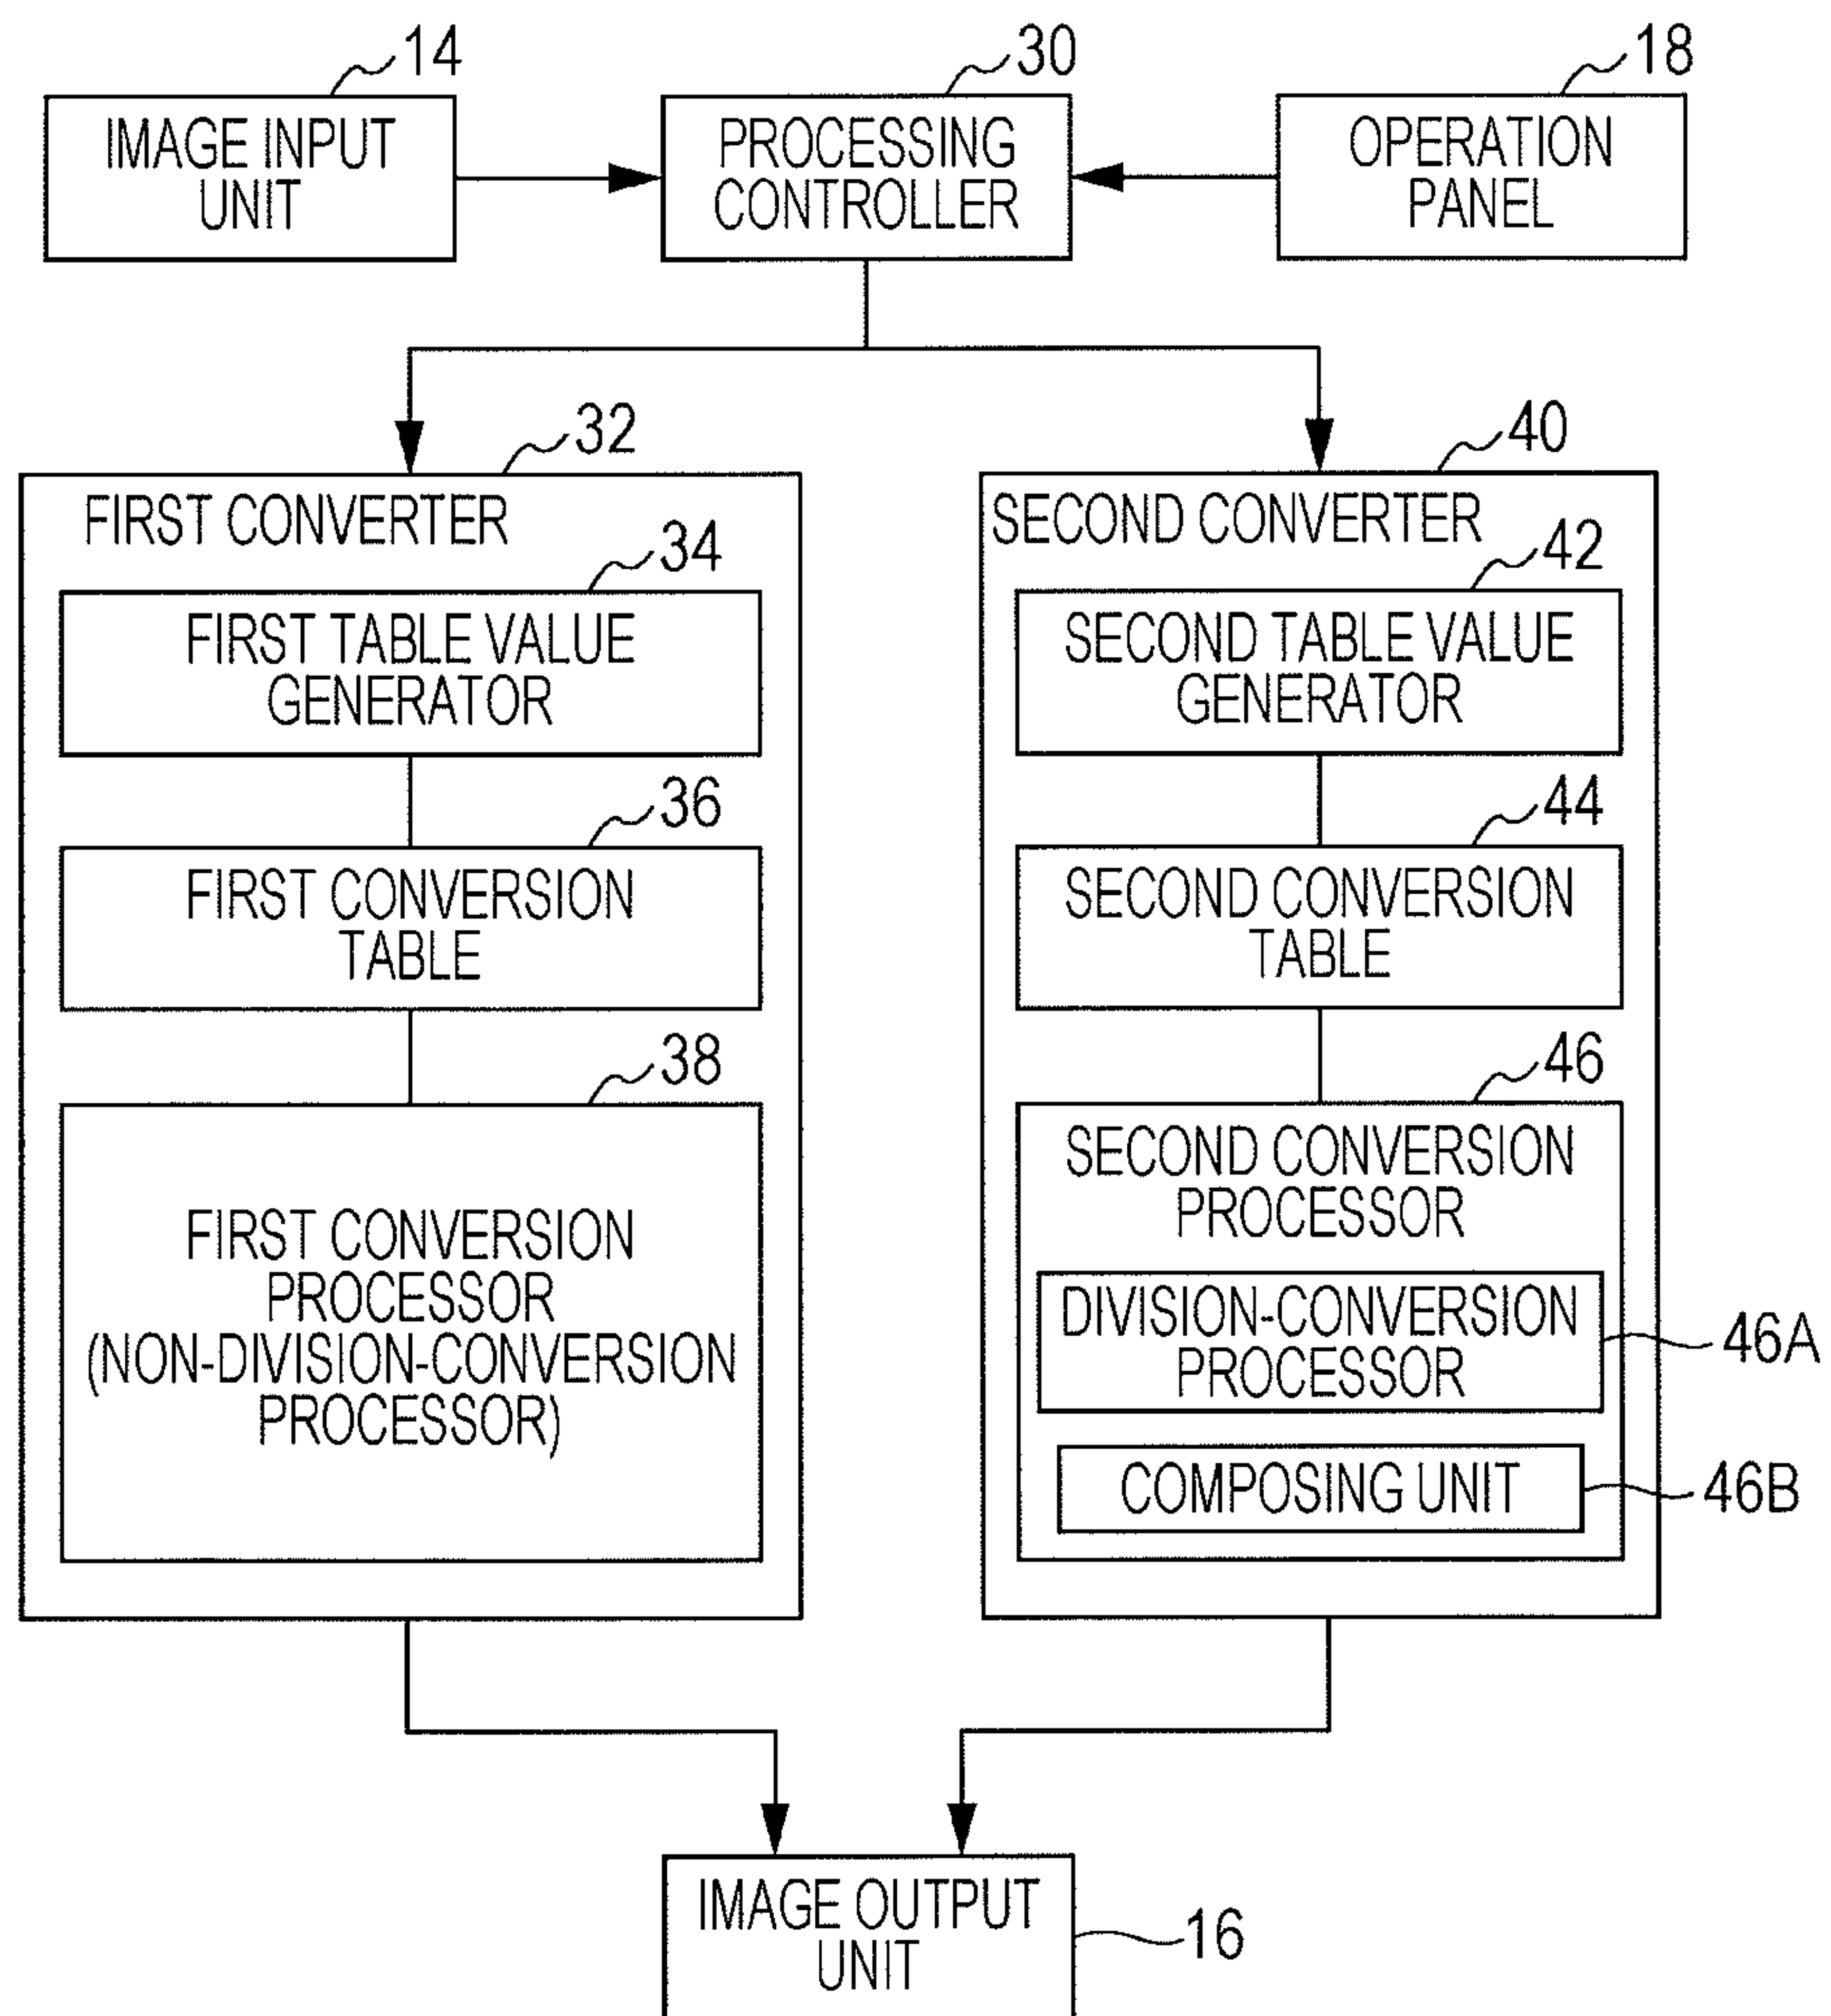 14
30
18
IMAGE INPUT
UNIT
PROCESSING
CONTROLLER
OPERATION
PANEL
32
FIRST CONVERTER
34
FIRST TABLE VALUE
GENERATOR
36
FIRST CONVERSION
TABLE
38
FIRST CONVERSION
PROCESSOR
(NON-DIVISION-CONVERSION
PROCESSOR)
40
SECOND CONVERTER
42
SECOND TABLE VALUE
GENERATOR
44
SECOND CONVERSION
TABLE
46
SECOND CONVERSION
PROCESSOR
DIVISION-CONVERSION
PROCESSOR
46A
COMPOSING UNIT
46B
IMAGE OUTPUT
UNIT
16